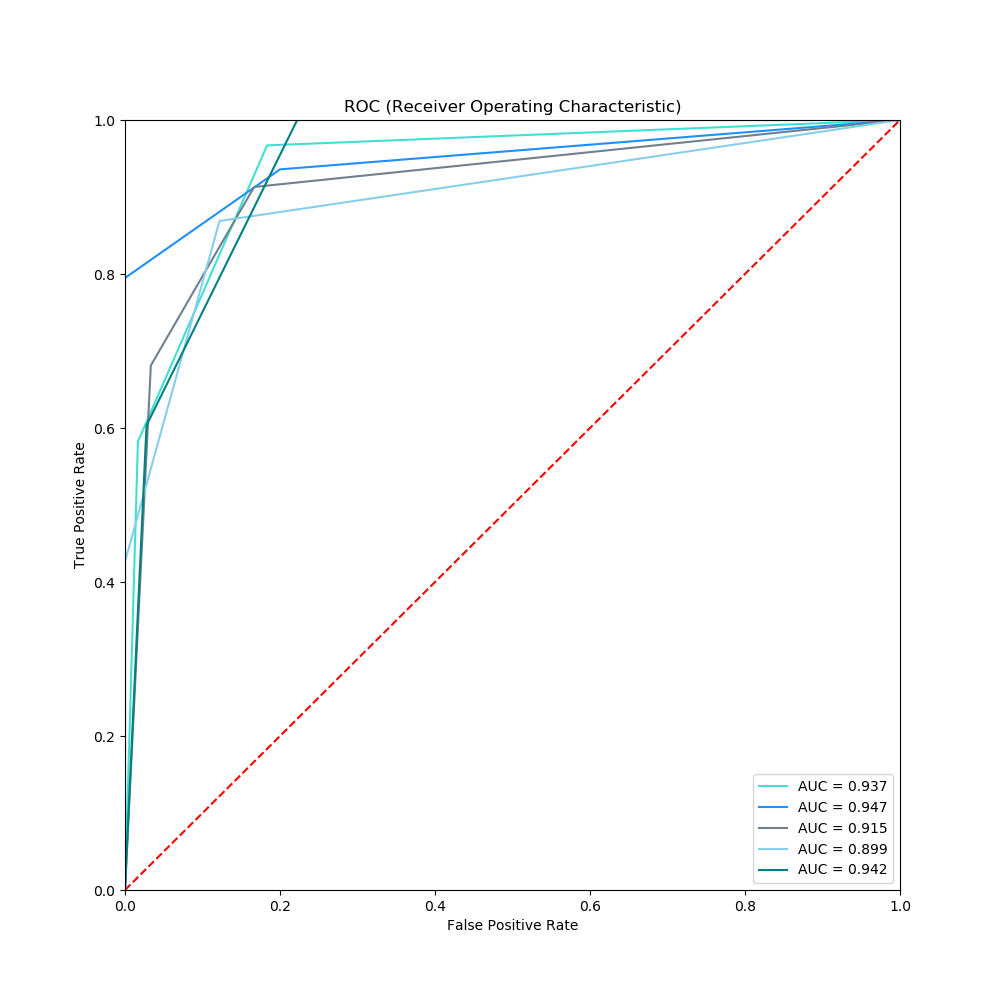 ROC (Receiver Operating Characteristic)
1.0
0.8
0.6
0.4
0.2
0.0
True Positive Rate
0.0 0.2 0.4 0.6 0.8 1.0
False Positive Rate
AUC = 0.937
AUC = 0.947
AUC = 0.915
AUC = 0.899
AUC = 0.942